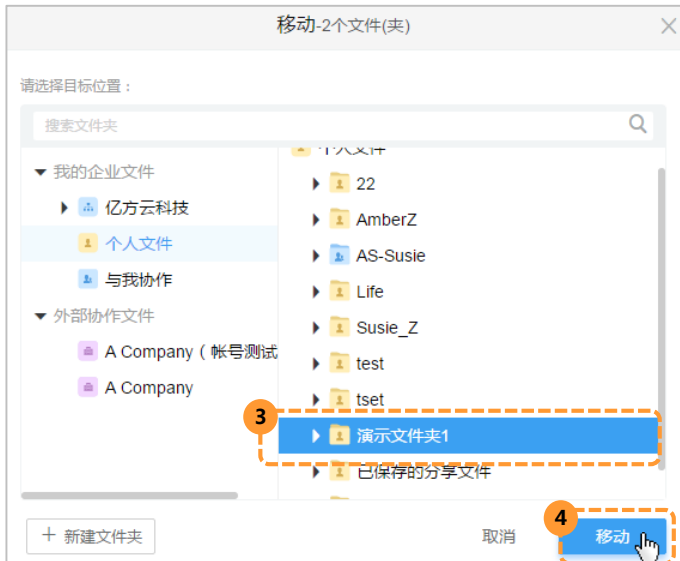 移动-2个文件(夹)
请选择目标位置：
搜索文件夹
我的企业文件
亿方云科技
个人文件
与我协作
外部协作文件
A Company（帐号测试
A Company
个人文件
22
AmberZ
AS-Susie
Life
Susie_Z
test
tset
3
演示文件夹1
已保存的分享文件
新建文件夹
取消
4
移动